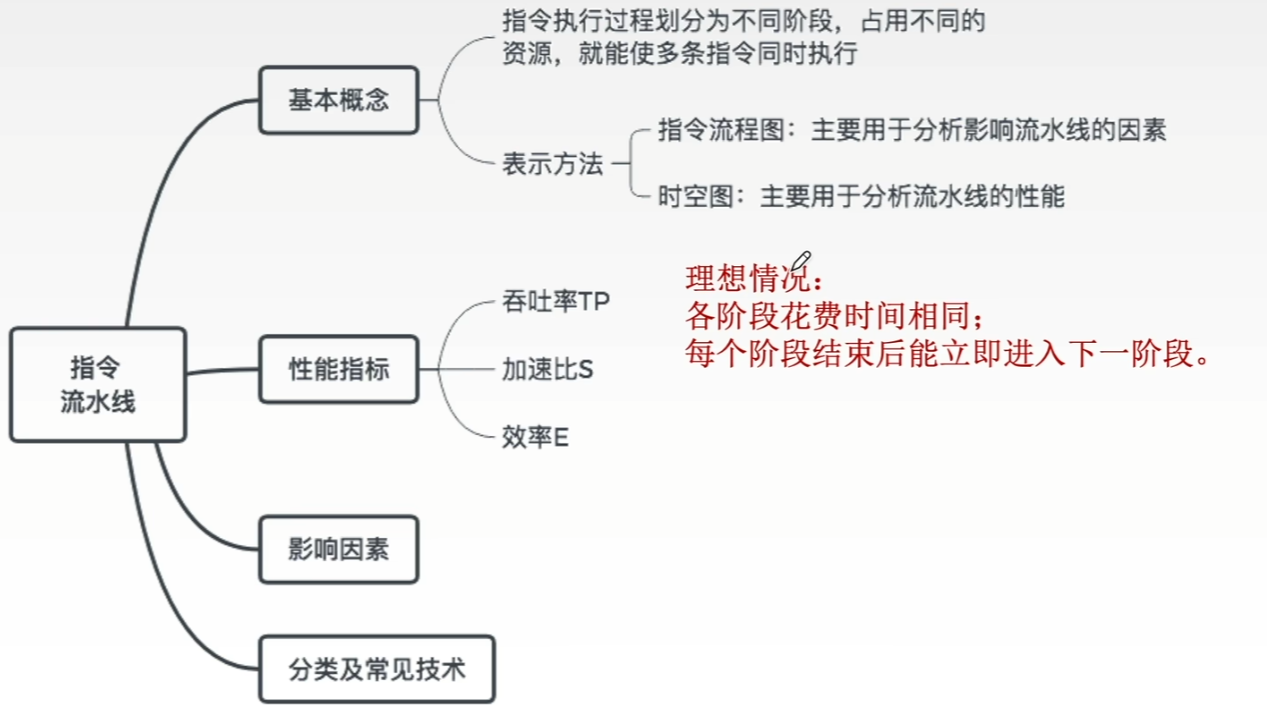 指令执行过程划分为不同阶段，占用不同的
资源，就能使多条指令同时执行
基本概念
表示方法
指令流程图：主要用于分析影响流水线的因素
时空图：主要用于分析流水线的性能
理想情况：
各阶段花费时间相同；
每个阶段结束后能立即进入下一阶段。
指令
流水线
性能指标
吞吐率TP
加速比S
效率E
影响因素
分类及常见技术